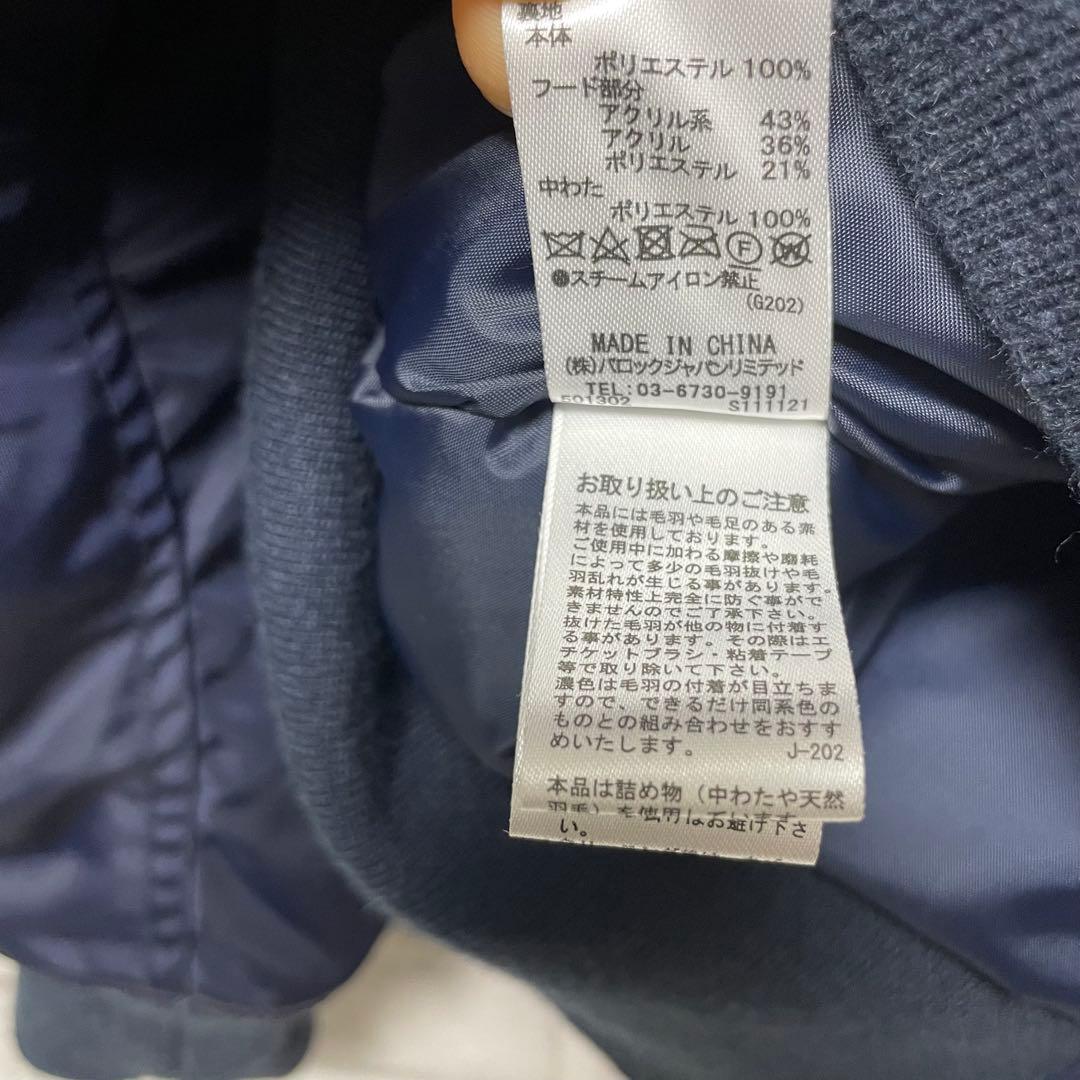 裏地
本体
ポリエステル 100%
フード部分
アクリル系 43%
アクリル 36%
ポリエステル 21%
中わた
ポリエステル 100%
F W
●スチームアイロン禁止
(G202)
MADE IN CHINA
(株)バロックジャパンリミテッド
TEL:03-6730-9191
501302 S111121
お取り扱い上のご注意
本品には毛羽や毛足のある素
材を使用しております。
ご使用中に加わる摩擦や磨耗
によって多少の毛羽抜けや毛
羽乱れが生じる事があります。
素材特性上完全に防ぐ事がで
きませんのでご了承下さい。
抜けた毛羽が他の物に付着す
る事があります。その際はエ
チケットブラシ・粘着テープ
等で取り除いて下さい。
濃色は毛羽の付着が目立ちま
すので、できるだけ同系色の
ものとの組み合わせをおすす
めいたします。 J-202
本品は詰め物(中わたや天然
羽毛)を使用
はお避け下さ
い。